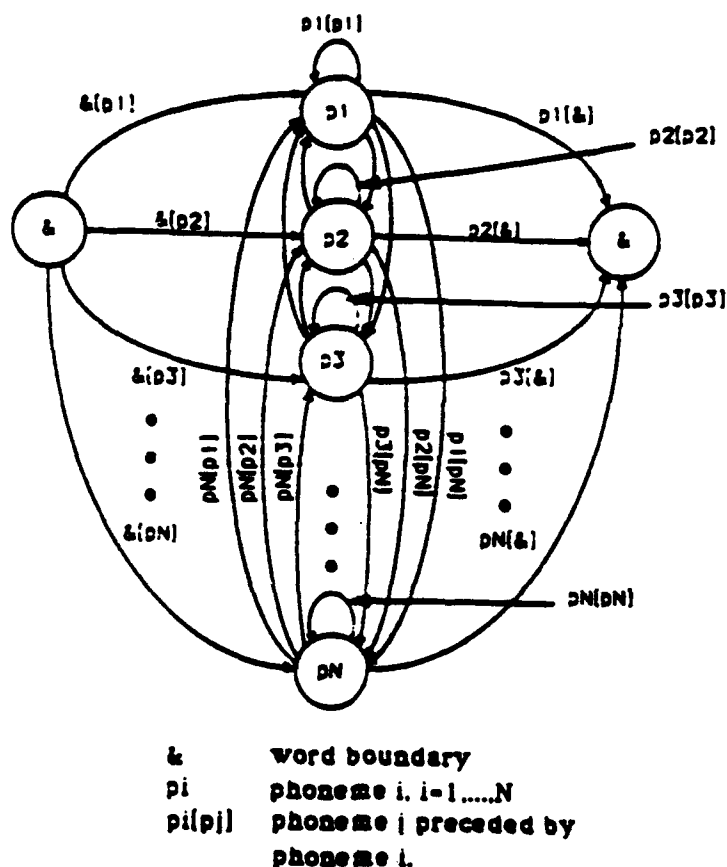 p1[p1]
&[p1]
p1
p1[&]
p2[p2]
&
&[p2]
p2
p2[&]
&
p3[p3]
p3
&[p3]
p3[&]
pN[p1]
pN[p2]
pN[p3]
p3[pN]
p2[pN]
p1[pN]
&[pN]
pN[&]
pN[pN]
pN
& word boundary
pi phoneme i, i=1,....N
pi[pj] phoneme j preceded by
phoneme i.